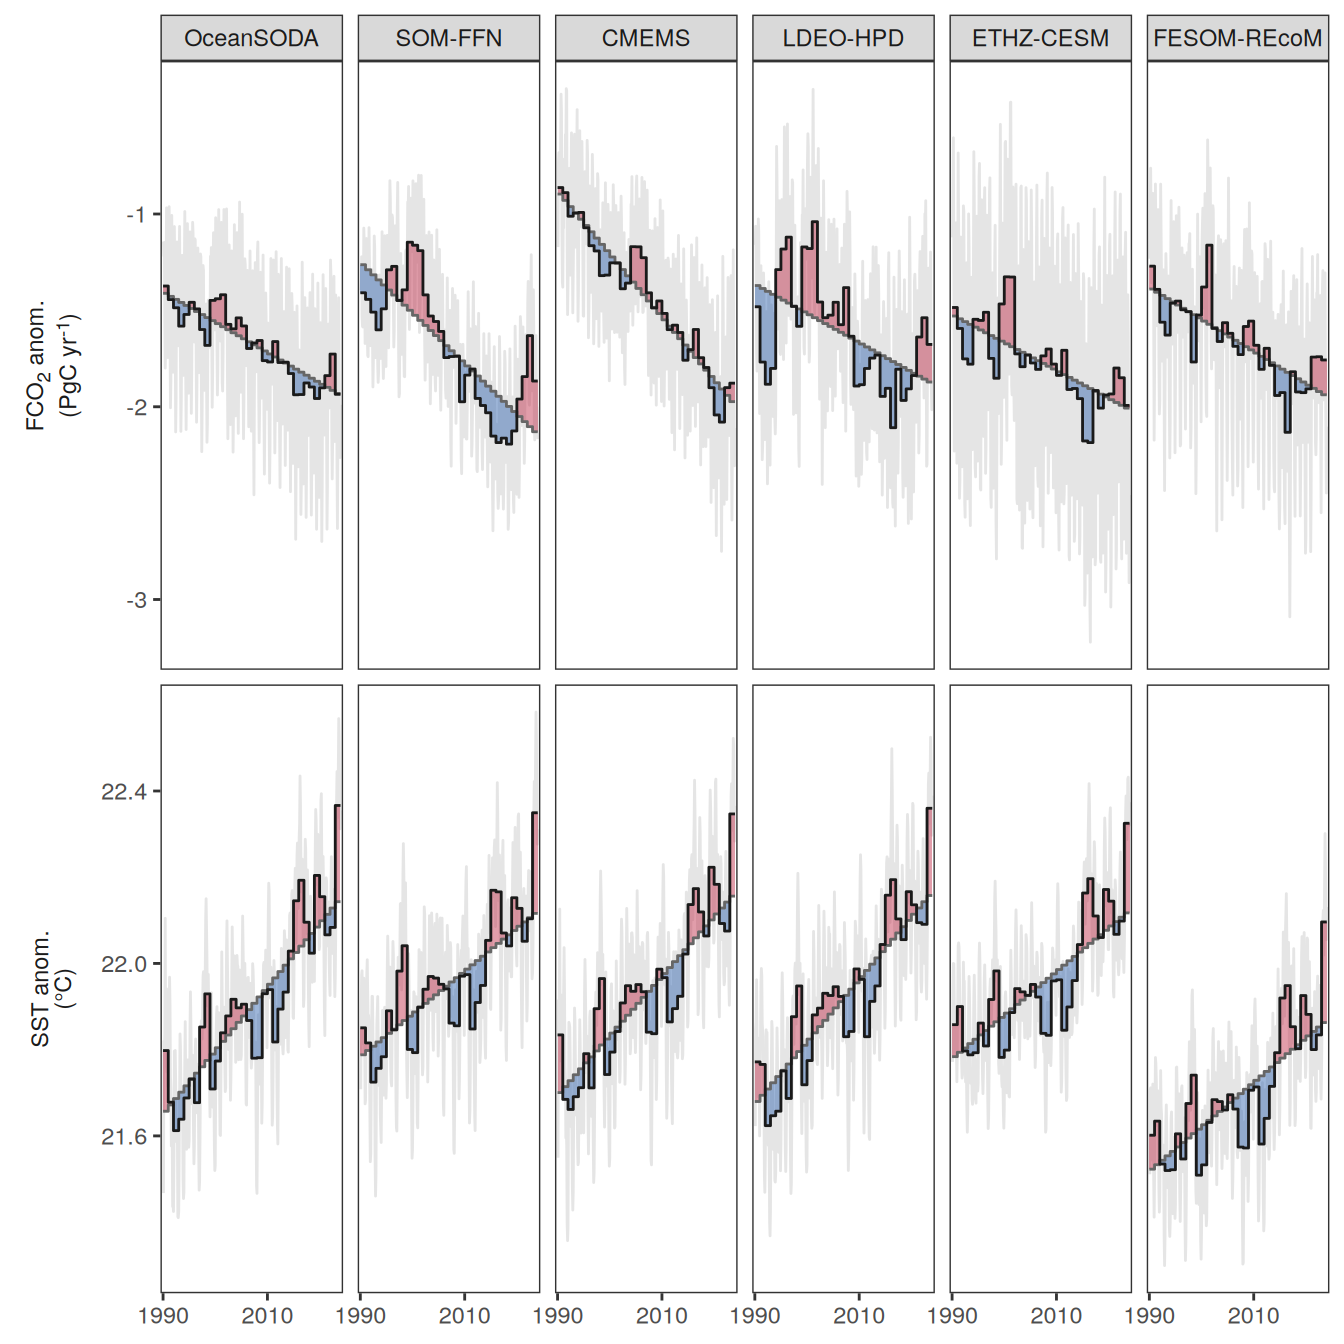 OceanSODA SOM-FFN CMEMS LDEO-HPD ETHZ-CESM FESOM-REcoM
FCO₂ anom.
(PgC yr⁻¹)
-1
-2
-3
SST anom.
(°C)
22.4
22.0
21.6
1990 2010 1990 2010 1990 2010 1990 2010 1990 2010 1990 2010